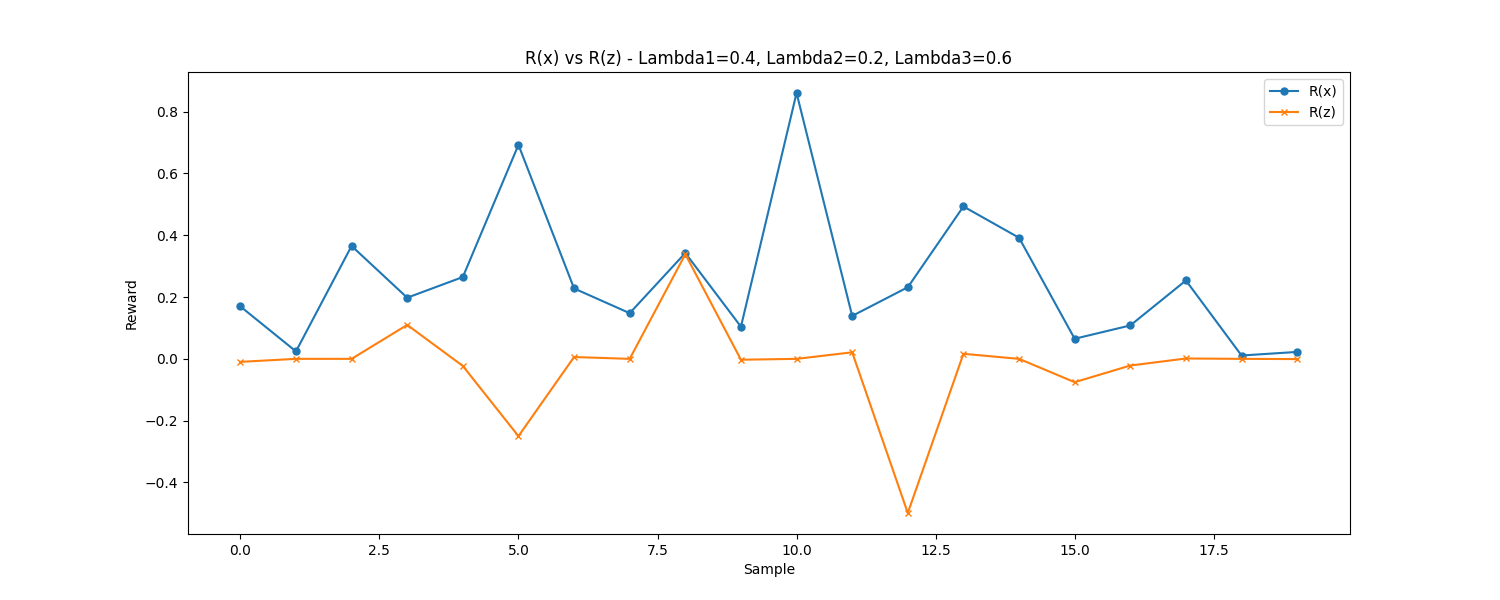 R(x) vs R(z) - Lambda1=0.4, Lambda2=0.2, Lambda3=0.6
R(x)
R(z)
0.8
0.6
0.4
0.2
0.0
−0.2
−0.4
Reward
0.0 2.5 5.0 7.5 10.0 12.5 15.0 17.5
Sample